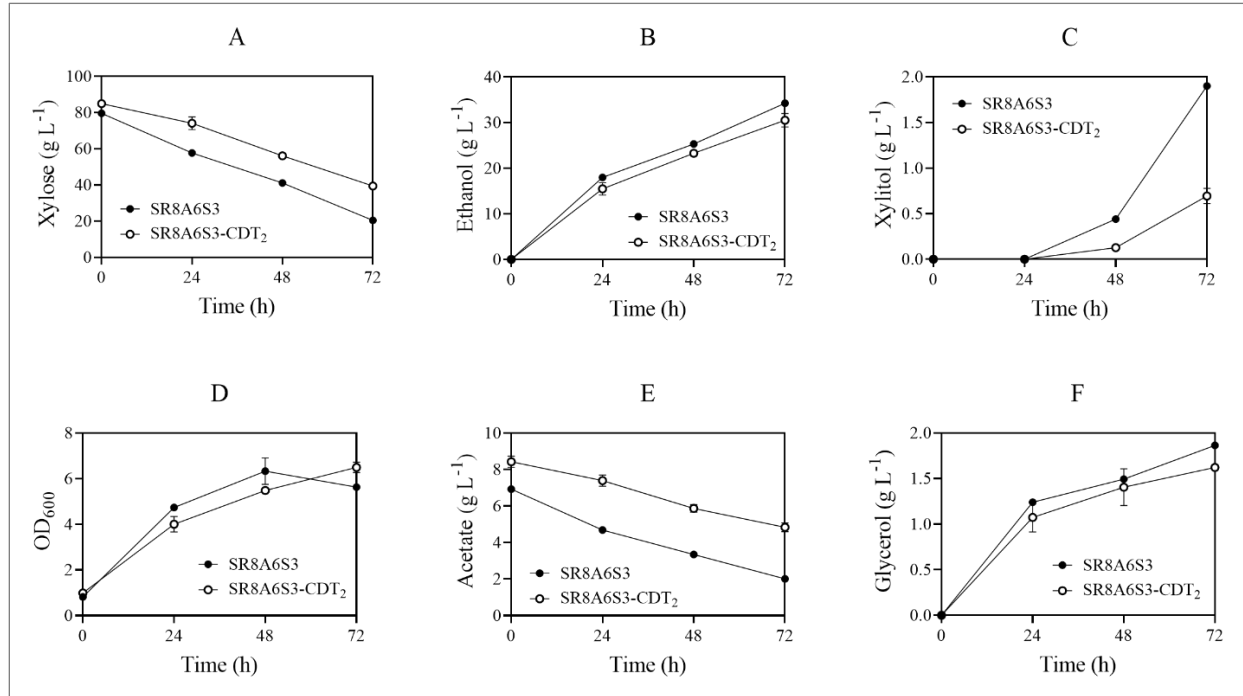 A
Xylose (g L⁻¹)
100
80
60
40
20
0
SR8A6S3
SR8A6S3-CDT₂
0 24 48 72
Time (h)
B
Ethanol (g L⁻¹)
40
30
20
10
0
SR8A6S3
SR8A6S3-CDT₂
0 24 48 72
Time (h)
C
Xylitol (g L⁻¹)
2.0
1.5
1.0
0.5
0.0
SR8A6S3
SR8A6S3-CDT₂
0 24 48 72
Time (h)
D
OD₆₀₀
8
6
4
2
0
SR8A6S3
SR8A6S3-CDT₂
0 24 48 72
Time (h)
E
Acetate (g L⁻¹)
10
8
6
4
2
0
SR8A6S3
SR8A6S3-CDT₂
0 24 48 72
Time (h)
F
Glycerol (g L⁻¹)
2.0
1.5
1.0
0.5
0.0
SR8A6S3
SR8A6S3-CDT₂
0 24 48 72
Time (h)